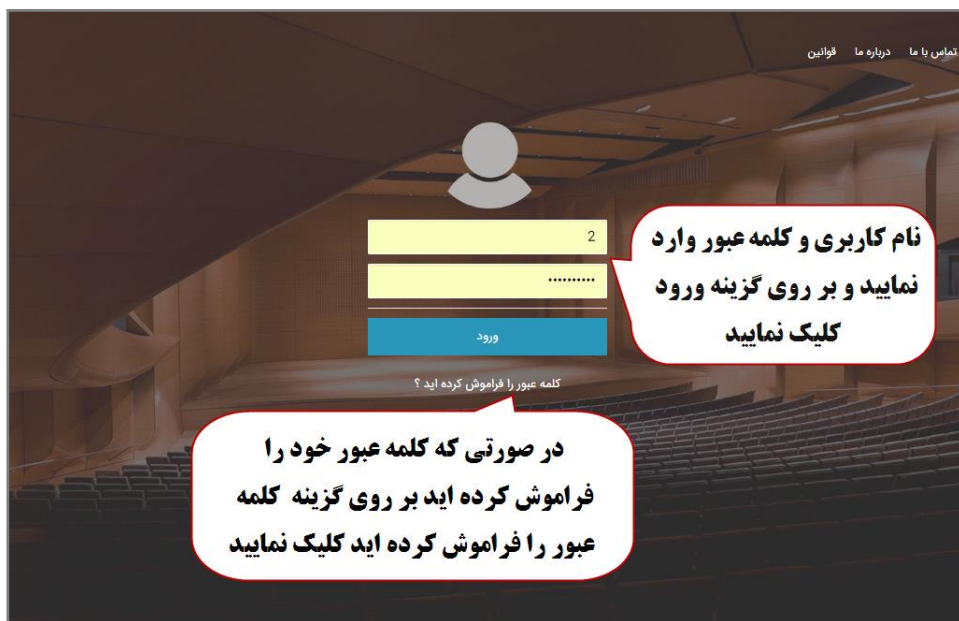 تماس با ما درباره ما قوانین
2
..........
نام کاربری و کلمه عبور وارد
نمایید و بر روی گزینه ورود
کلیک نمایید
ورود
کلمه عبور را فراموش کرده اید ؟
در صورتی که کلمه عبور خود را
فراموش کرده اید بر روی گزینه کلمه
عبور را فراموش کرده اید کلیک نمایید